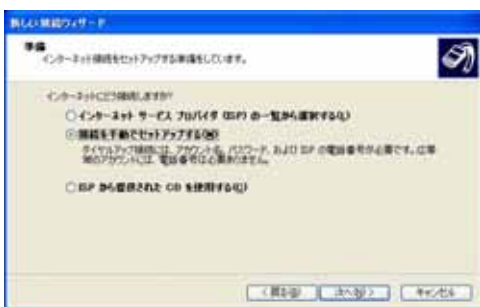 新しい接続ウィザード
準備
インターネット接続をセットアップする準備をしています。
インターネットにどう接続しますか?
インターネット サービス プロバイダ (ISP) の一覧から選択する(L)
接続を手動でセットアップする(M)
ダイヤルアップ接続には、アカウント名、パスワード、および ISP の電話番号が必要です。広帯
域のアカウントには、電話番号は必要ありません。
ISP から提供された CD を使用する(C)
< 戻る(B)
次へ(N) >
キャンセル